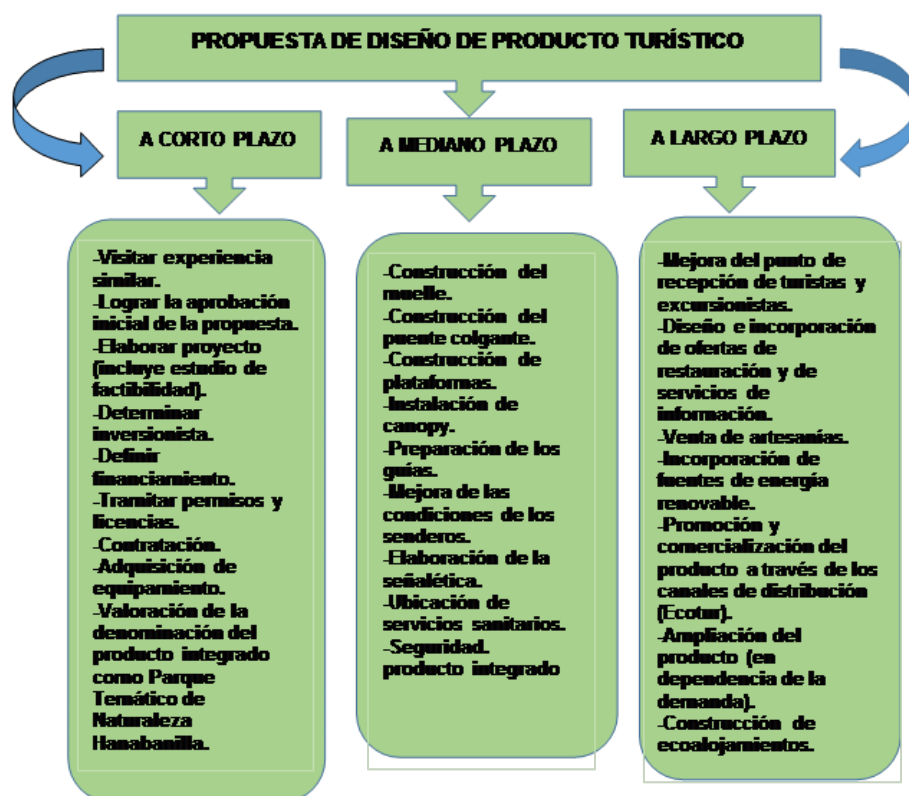 PROPUESTA DE DISEÑO DE PRODUCTO TURÍSTICO
A CORTO PLAZO
-Visitar experiencia
similar.
-Lograr la aprobación
inicial de la propuesta.
-Elaborar proyecto
(incluye estudio de
factibilidad).
-Determinar
inversionista.
-Definir
financiamiento.
-Tramitar permisos y
licencias.
-Contratación.
-Adquisición de
equipamiento.
-Valoración de la
denominación del
producto integrado
como Parque
Temático de
Naturaleza
Hanabanilla.
A MEDIANO PLAZO
-Construcción del
muelle.
-Construcción del
puente colgante.
-Construcción de
plataformas.
-Instalación de
canopy.
-Preparación de los
guías.
-Mejora de las
condiciones de los
senderos.
-Elaboración de la
señalética.
-Ubicación de
servicios sanitarios.
-Seguridad.
producto integrado
A LARGO PLAZO
-Mejora del punto de
recepción de turistas y
excursionistas.
-Diseño e incorporación
de ofertas de
restauración y de
servicios de
información.
-Venta de artesanías.
-Incorporación de
fuentes de energía
renovable.
-Promoción y
comercialización del
producto a través de los
canales de distribución
(Ecotur).
-Ampliación del
producto (en
dependencia de la
demanda).
-Construcción de
ecoalojamientos.